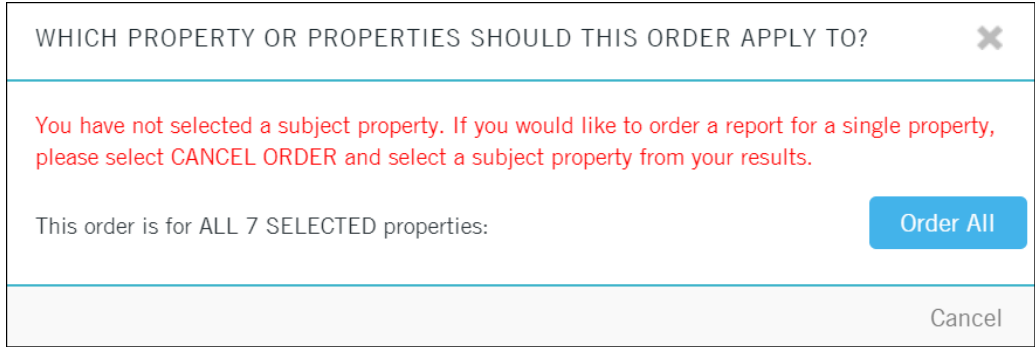 WHICH PROPERTY OR PROPERTIES SHOULD THIS ORDER APPLY TO?
You have not selected a subject property. If you would like to order a report for a single property,
please select CANCEL ORDER and select a subject property from your results.
This order is for ALL 7 SELECTED properties:
Order All
Cancel